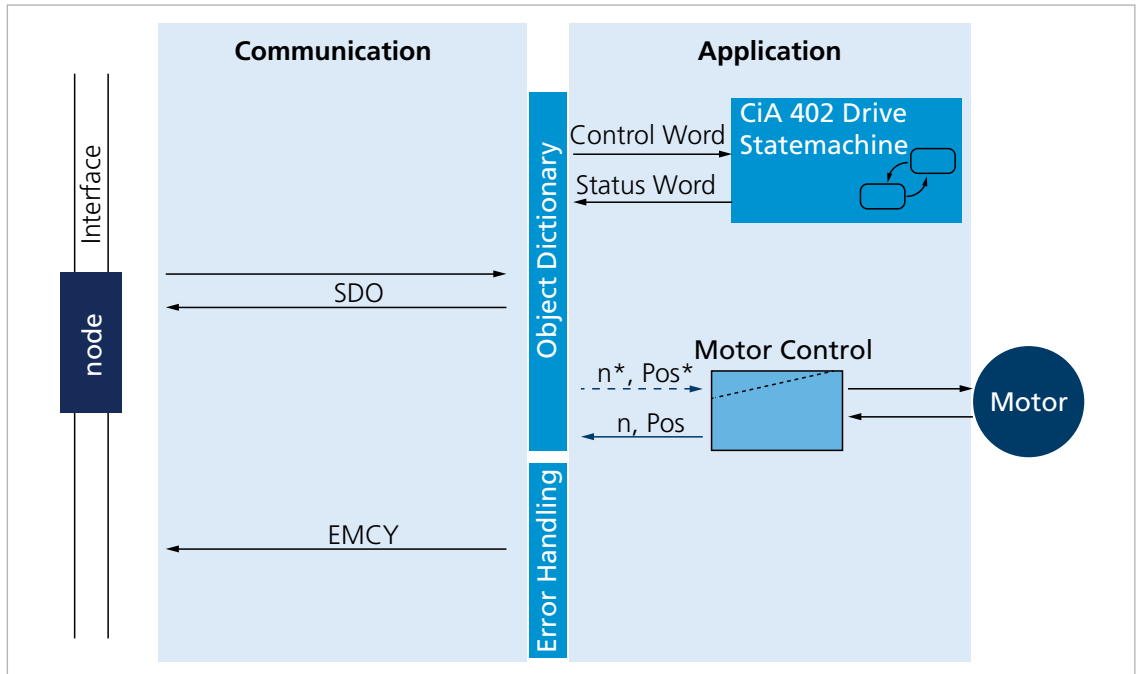 Communication
Application
Interface
node
Object Dictionary
Error Handling
Control Word
Status Word
CiA 402 Drive
Statemachine
SDO
Motor Control
n*, Pos*
n, Pos
Motor
EMCY